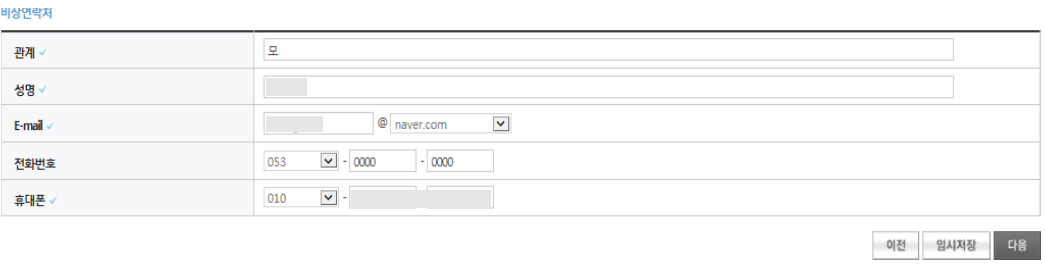 비상연락처
관계 ✓ 모
성명 ✓
E-mail ✓ @ naver.com
전화번호 053 - 0000 - 0000
휴대폰 ✓ 010 -
이전 임시저장 다음